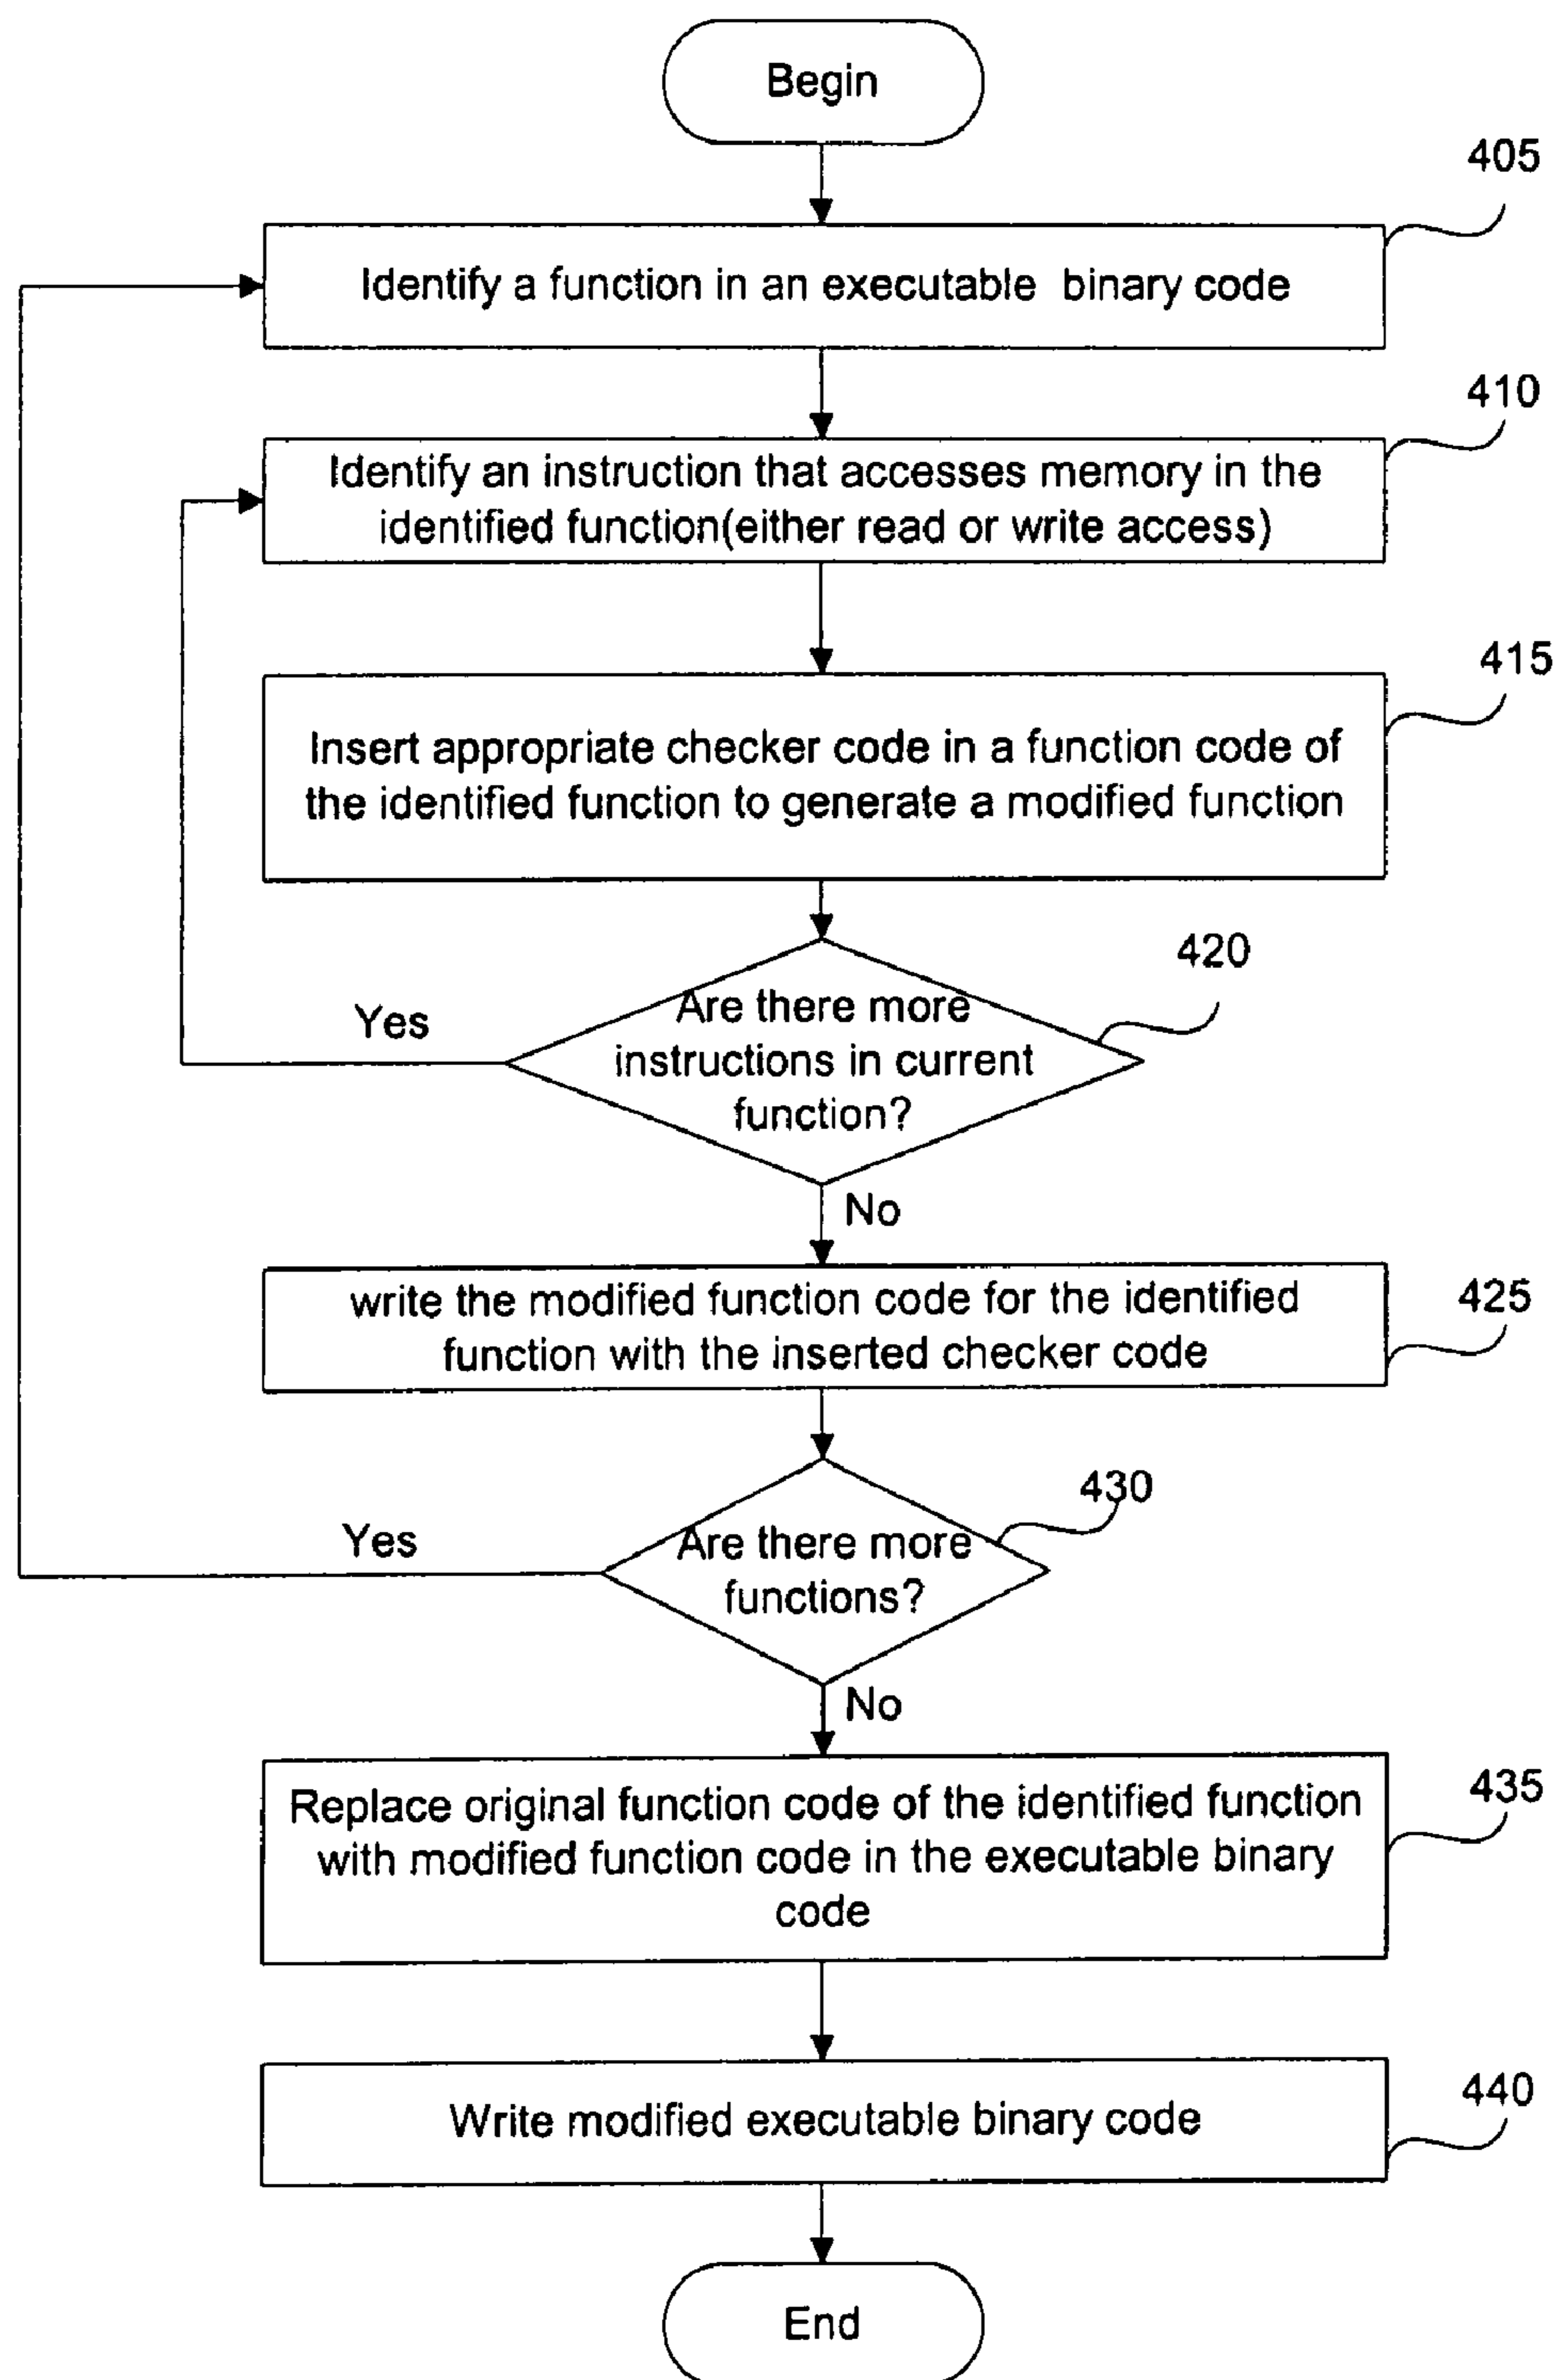 Begin
405
Identify a function in an executable binary code
410
Identify an instruction that accesses memory in the
identified function(either read or write access)
415
Insert appropriate checker code in a function code of
the identified function to generate a modified function
420
Are there more
instructions in current
function?
Yes
No
write the modified function code for the identified
function with the inserted checker code
425
430
Are there more
functions?
Yes
No
Replace original function code of the identified function
with modified function code in the executable binary
code
435
Write modified executable binary code
440
End